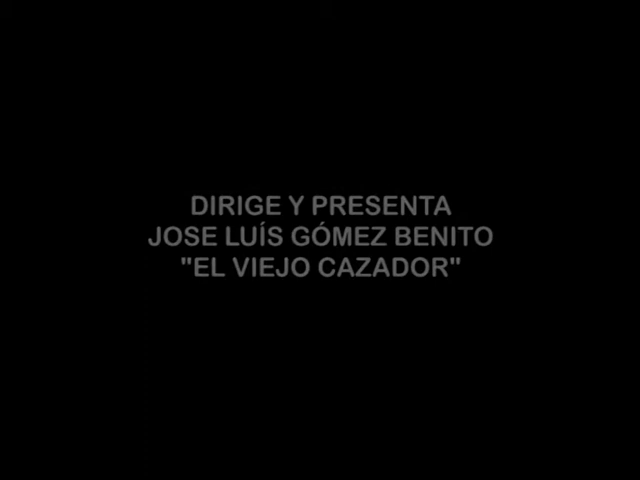 DIRIGE Y PRESENTA
JOSE LUÍS GÓMEZ BENITO
"EL VIEJO CAZADOR"